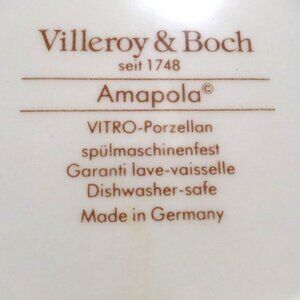 Villeroy & Boch
seit 1748
Amapola©
VITRO-Porzellan
spülmaschinenfest
Garanti lave-vaisselle
Dishwasher-safe
Made in Germany